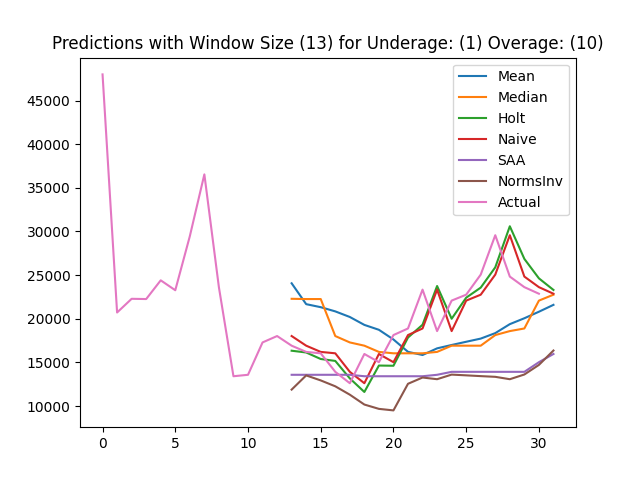 Predictions with Window Size (13) for Underage: (1) Overage: (10)
Mean
Median
Holt
Naive
SAA
NormsInv
Actual
45000
40000
35000
30000
25000
20000
15000
10000
0 5 10 15 20 25 30